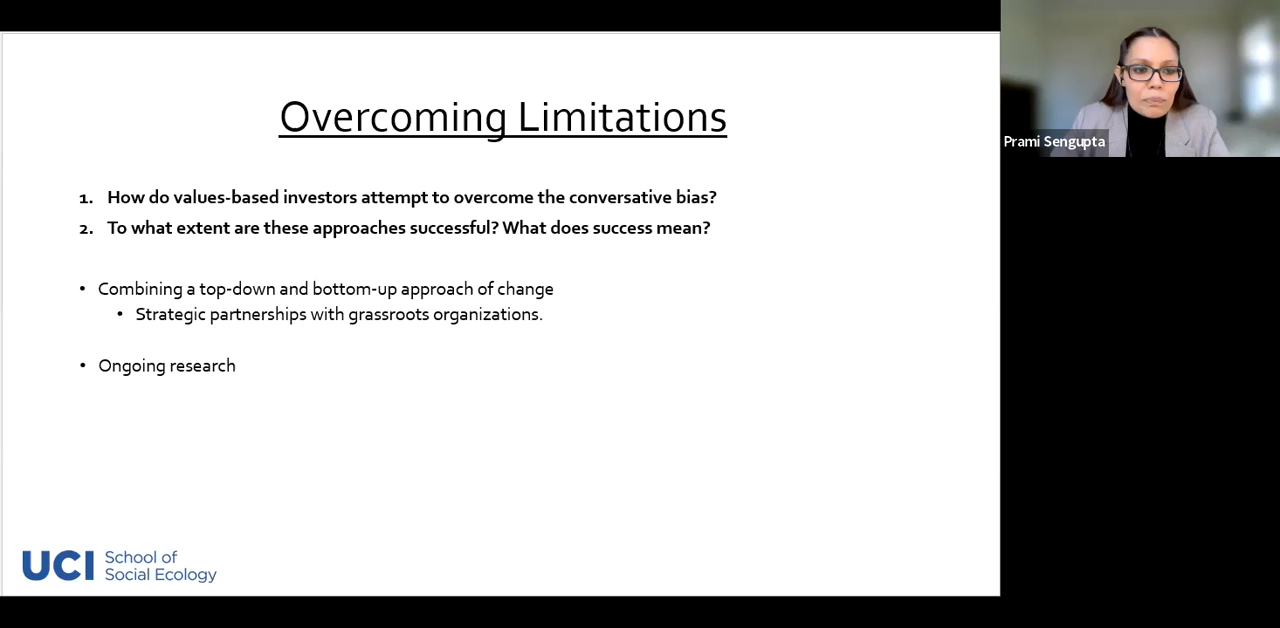 Overcoming Limitations
1. How do values-based investors attempt to overcome the conversative bias?
2. To what extent are these approaches successful? What does success mean?
• Combining a top-down and bottom-up approach of change
• Strategic partnerships with grassroots organizations.
• Ongoing research
UCI School of
Social Ecology
Prami Sengupta